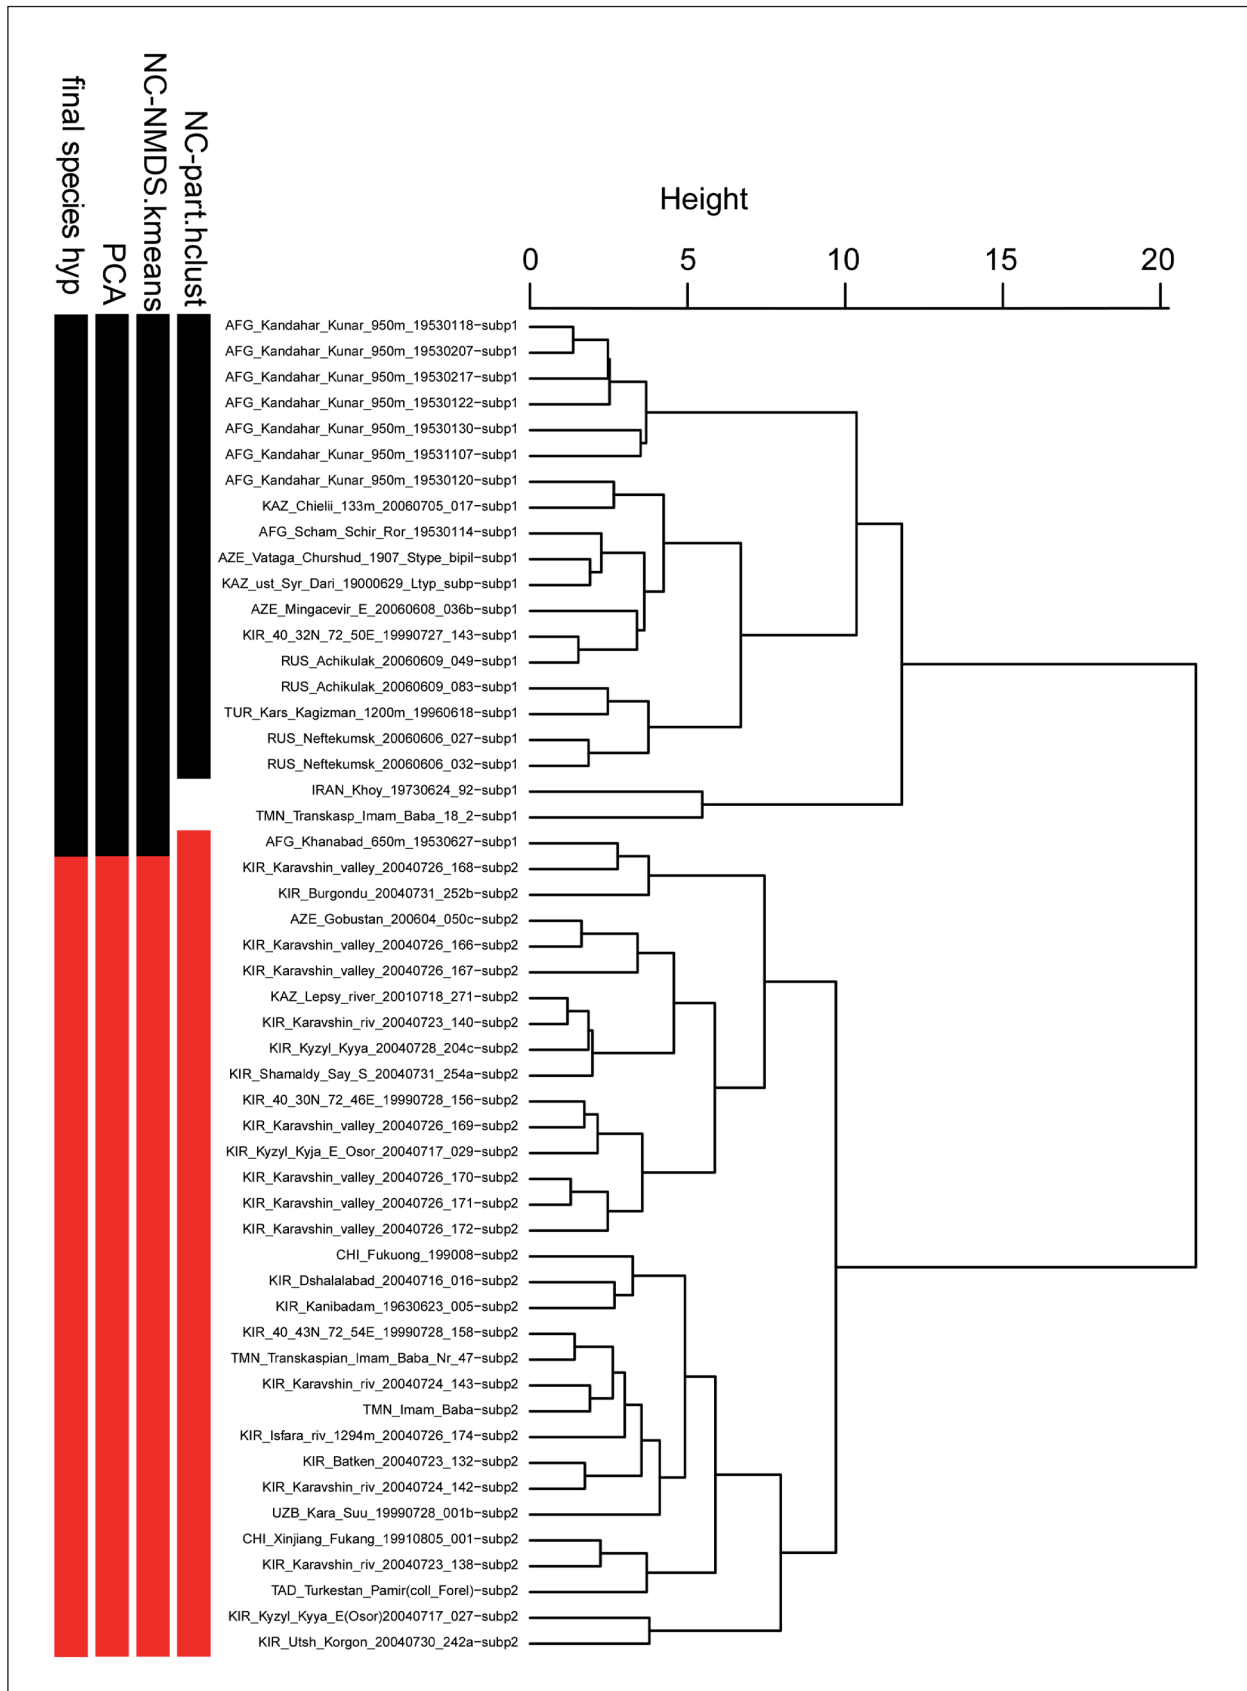 final species hyp
PCA
NC-NMDS.kmeans
NC-part.hclust
Height
0 5 10 15 20
AFG_Kandahar_Kunar_950m_19530118−subp1
AFG_Kandahar_Kunar_950m_19530207−subp1
AFG_Kandahar_Kunar_950m_19530217−subp1
AFG_Kandahar_Kunar_950m_19530122−subp1
AFG_Kandahar_Kunar_950m_19530130−subp1
AFG_Kandahar_Kunar_950m_19531107−subp1
AFG_Kandahar_Kunar_950m_19530120−subp1
KAZ_Chielii_133m_20060705_017−subp1
AFG_Scham_Schir_Ror_19530114−subp1
AZE_Vataga_Churshud_1907_Stype_bipil−subp1
KAZ_ust_Syr_Dari_19000629_Ltyp_subp−subp1
AZE_Mingacevir_E_20060608_036b−subp1
KIR_40_32N_72_50E_19990727_143−subp1
RUS_Achikulak_20060609_049−subp1
RUS_Achikulak_20060609_083−subp1
TUR_Kars_Kagizman_1200m_19960618−subp1
RUS_Neftekumsk_20060606_027−subp1
RUS_Neftekumsk_20060606_032−subp1
IRAN_Khoy_19730624_92−subp1
TMN_Transkasp_Imam_Baba_18_2−subp1
AFG_Khanabad_650m_19530627−subp1
KIR_Karavshin_valley_20040726_168−subp2
KIR_Burgondu_20040731_252b−subp2
AZE_Gobustan_200604_050c−subp2
KIR_Karavshin_valley_20040726_166−subp2
KIR_Karavshin_valley_20040726_167−subp2
KAZ_Lepsy_river_20010718_271−subp2
KIR_Karavshin_riv_20040723_140−subp2
KIR_Kyzyl_Kyya_20040728_204c−subp2
KIR_Shamaldy_Say_S_20040731_254a−subp2
KIR_40_30N_72_46E_19990728_156−subp2
KIR_Karavshin_valley_20040726_169−subp2
KIR_Kyzyl_Kyja_E_Osor_20040717_029−subp2
KIR_Karavshin_valley_20040726_170−subp2
KIR_Karavshin_valley_20040726_171−subp2
KIR_Karavshin_valley_20040726_172−subp2
CHI_Fukuong_199008−subp2
KIR_Dshalalabad_20040716_016−subp2
KIR_Kanibadam_19630623_005−subp2
KIR_40_43N_72_54E_19990728_158−subp2
TMN_Transkaspian_Imam_Baba_Nr_47−subp2
KIR_Karavshin_riv_20040724_143−subp2
TMN_Imam_Baba−subp2
KIR_Isfara_riv_1294m_20040726_174−subp2
KIR_Batken_20040723_132−subp2
KIR_Karavshin_riv_20040724_142−subp2
UZB_Kara_Suu_19990728_001b−subp2
CHI_Xinjiang_Fukang_19910805_001−subp2
KIR_Karavshin_riv_20040723_138−subp2
TAD_Turkestan_Pamir(coll_Forel)−subp2
KIR_Kyzyl_Kyya_E(Osor)20040717_027−subp2
KIR_Utsh_Korgon_20040730_242a−subp2